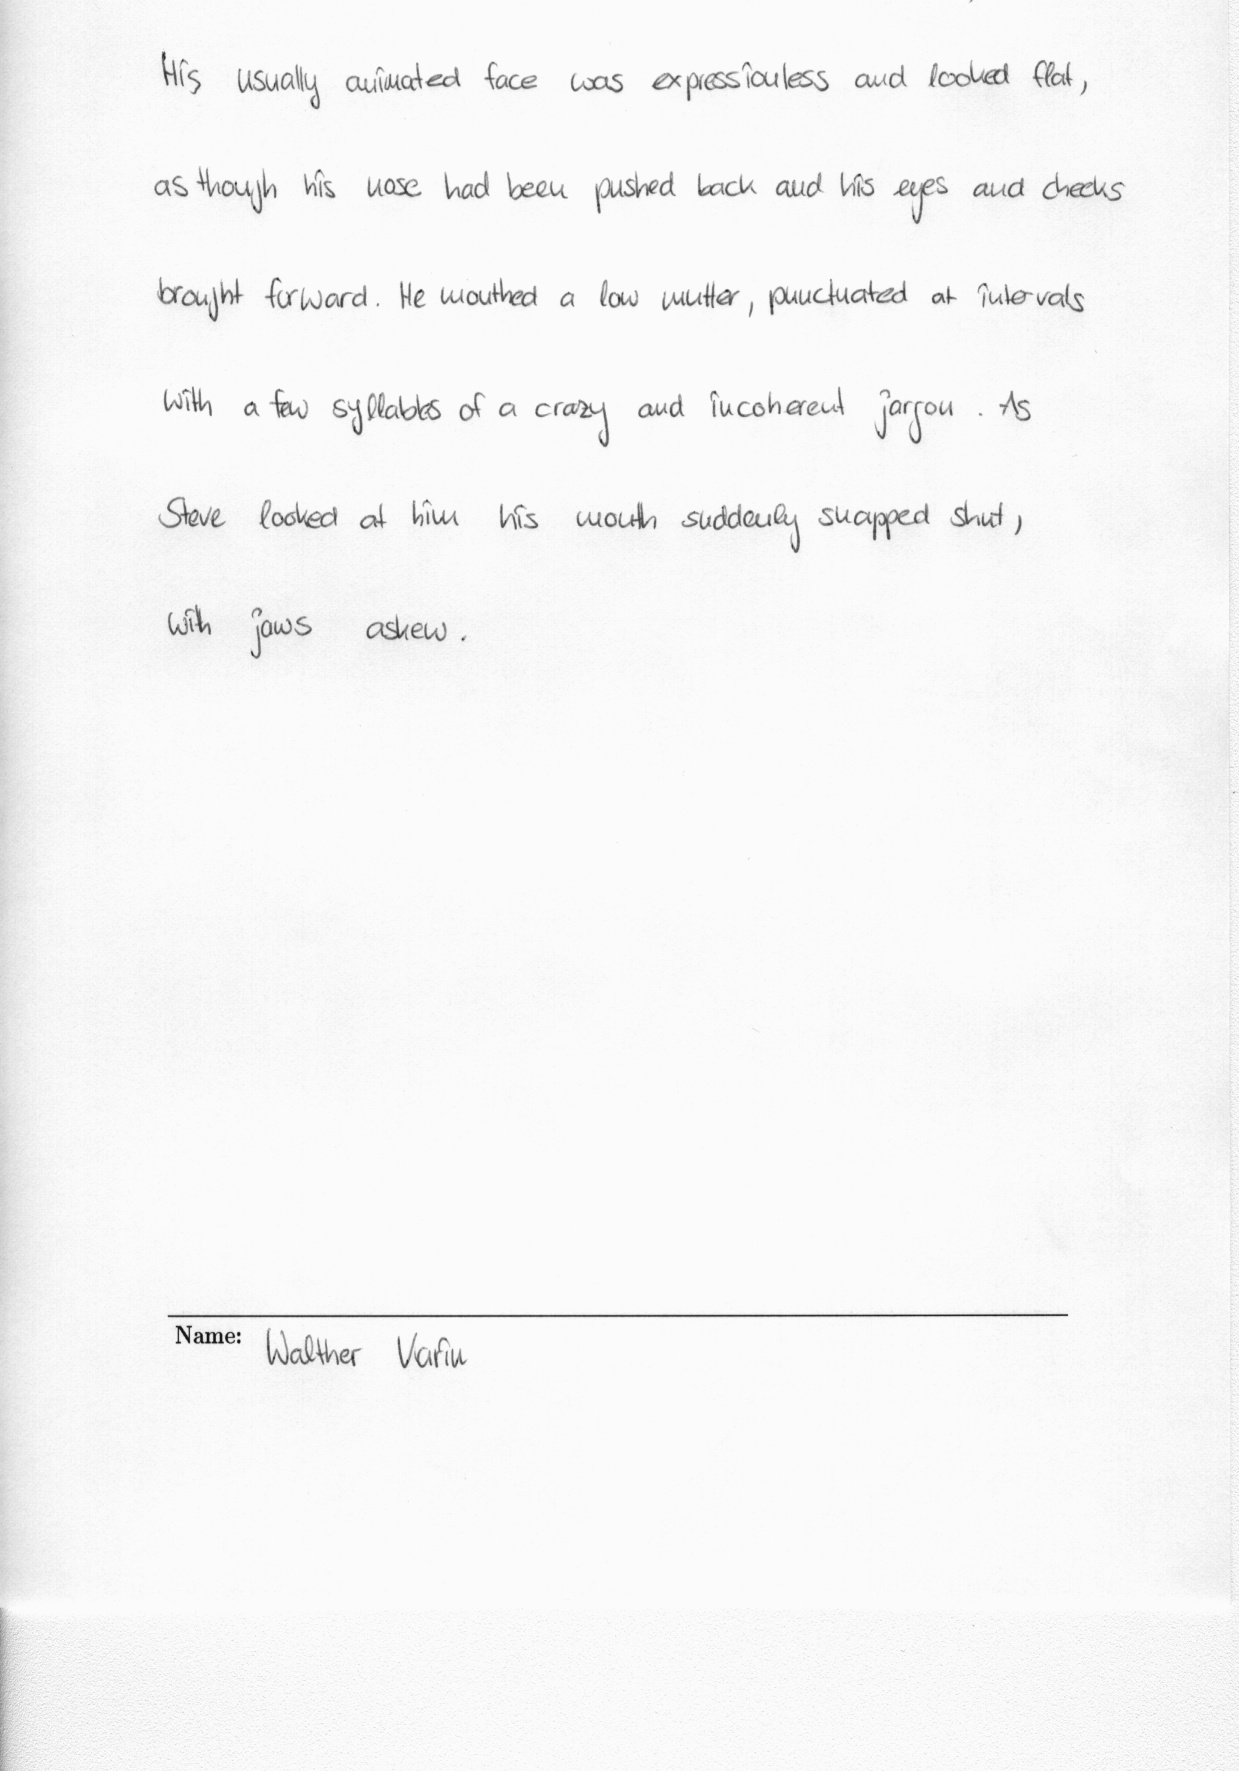 His usually animated face was expressionless and looked flat,
as though his nose had been pushed back and his eyes and cheeks
brought forward. He mouthed a low mutter, punctuated at intervals
with a few syllables of a crazy and incoherent jargon. As
Steve looked at him his mouth suddenly snapped shut,
with jaws askew.
Name: Walther Varin